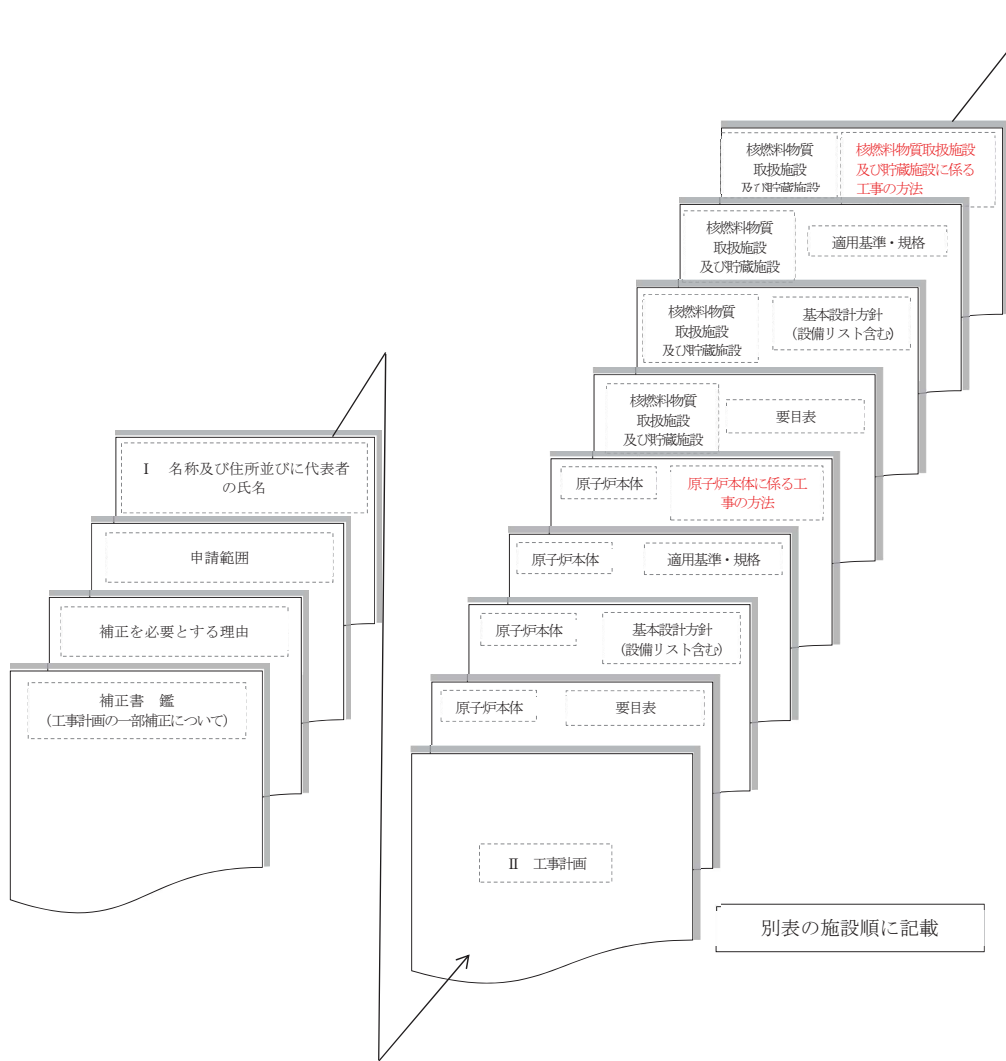 核燃料物質
取扱施設
及び貯蔵施設
核燃料物質取扱施設
及び貯蔵施設に係る
工事の方法
核燃料物質
取扱施設
及び貯蔵施設
適用基準・規格
核燃料物質
取扱施設
及び貯蔵施設
基本設計方針
(設備リスト含む)
核燃料物質
取扱施設
及び貯蔵施設
要目表
原子炉本体
原子炉本体に係る工
事の方法
原子炉本体
適用基準・規格
原子炉本体
基本設計方針
(設備リスト含む)
原子炉本体
要目表
Ⅱ 工事計画
別表の施設順に記載
Ⅰ 名称及び住所並びに代表者
の氏名
申請範囲
補正を必要とする理由
補正書 鑑
(工事計画の一部補正について)